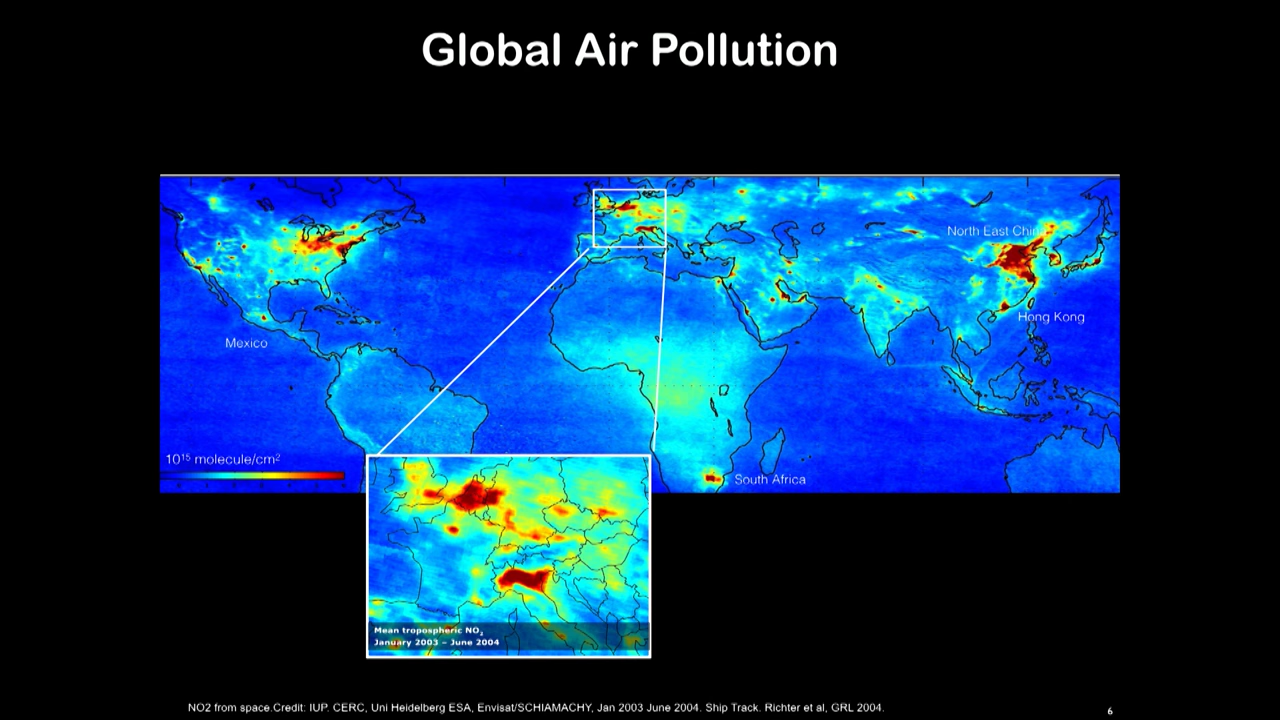 Global Air Pollution
North East China
Hong Kong
Mexico
10¹⁵ molecule/cm²
South Africa
Mean tropospheric NO₂
January 2003 – June 2004
NO2 from space.Credit: IUP. CERC, Uni Heidelberg ESA, Envisat/SCHIAMACHY, Jan 2003 June 2004. Ship Track. Richter et al, GRL 2004.
6